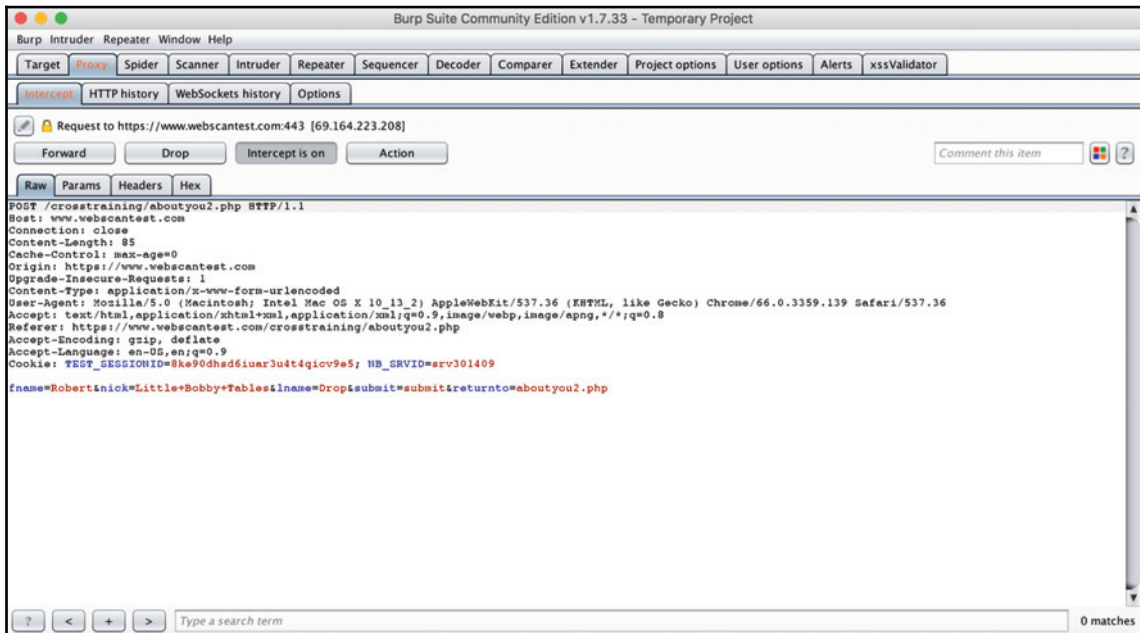 Burp Suite Community Edition v1.7.33 - Temporary Project
Burp Intruder Repeater Window Help
Target Proxy Spider Scanner Intruder Repeater Sequencer Decoder Comparer Extender Project options User options Alerts xssValidator
Intercept HTTP history WebSockets history Options
Request to https://www.webscantest.com:443 [69.164.223.208]
Forward Drop Intercept is on Action Comment this item ?
Raw Params Headers Hex
POST /crosstraining/aboutyou2.php HTTP/1.1
Host: www.webscantest.com
Connection: close
Content-Length: 85
Cache-Control: max-age=0
Origin: https://www.webscantest.com
Upgrade-Insecure-Requests: 1
Content-Type: application/x-www-form-urlencoded
User-Agent: Mozilla/5.0 (Macintosh; Intel Mac OS X 10_13_2) AppleWebKit/537.36 (KHTML, like Gecko) Chrome/66.0.3359.139 Safari/537.36
Accept: text/html,application/xhtml+xml,application/xml;q=0.9,image/webp,image/apng,*/*;q=0.8
Referer: https://www.webscantest.com/crosstraining/aboutyou2.php
Accept-Encoding: gzip, deflate
Accept-Language: en-US,en;q=0.9
Cookie: TEST_SESSIONID=8ke90dhsd6iuar3u4t4qicv9e5; NB_SRVID=srv301409
fname=Robert&nick=Little+Bobby+Tables&lname=Drop&submit=submit&returnto=aboutyou2.php
? < + > Type a search term 0 matches